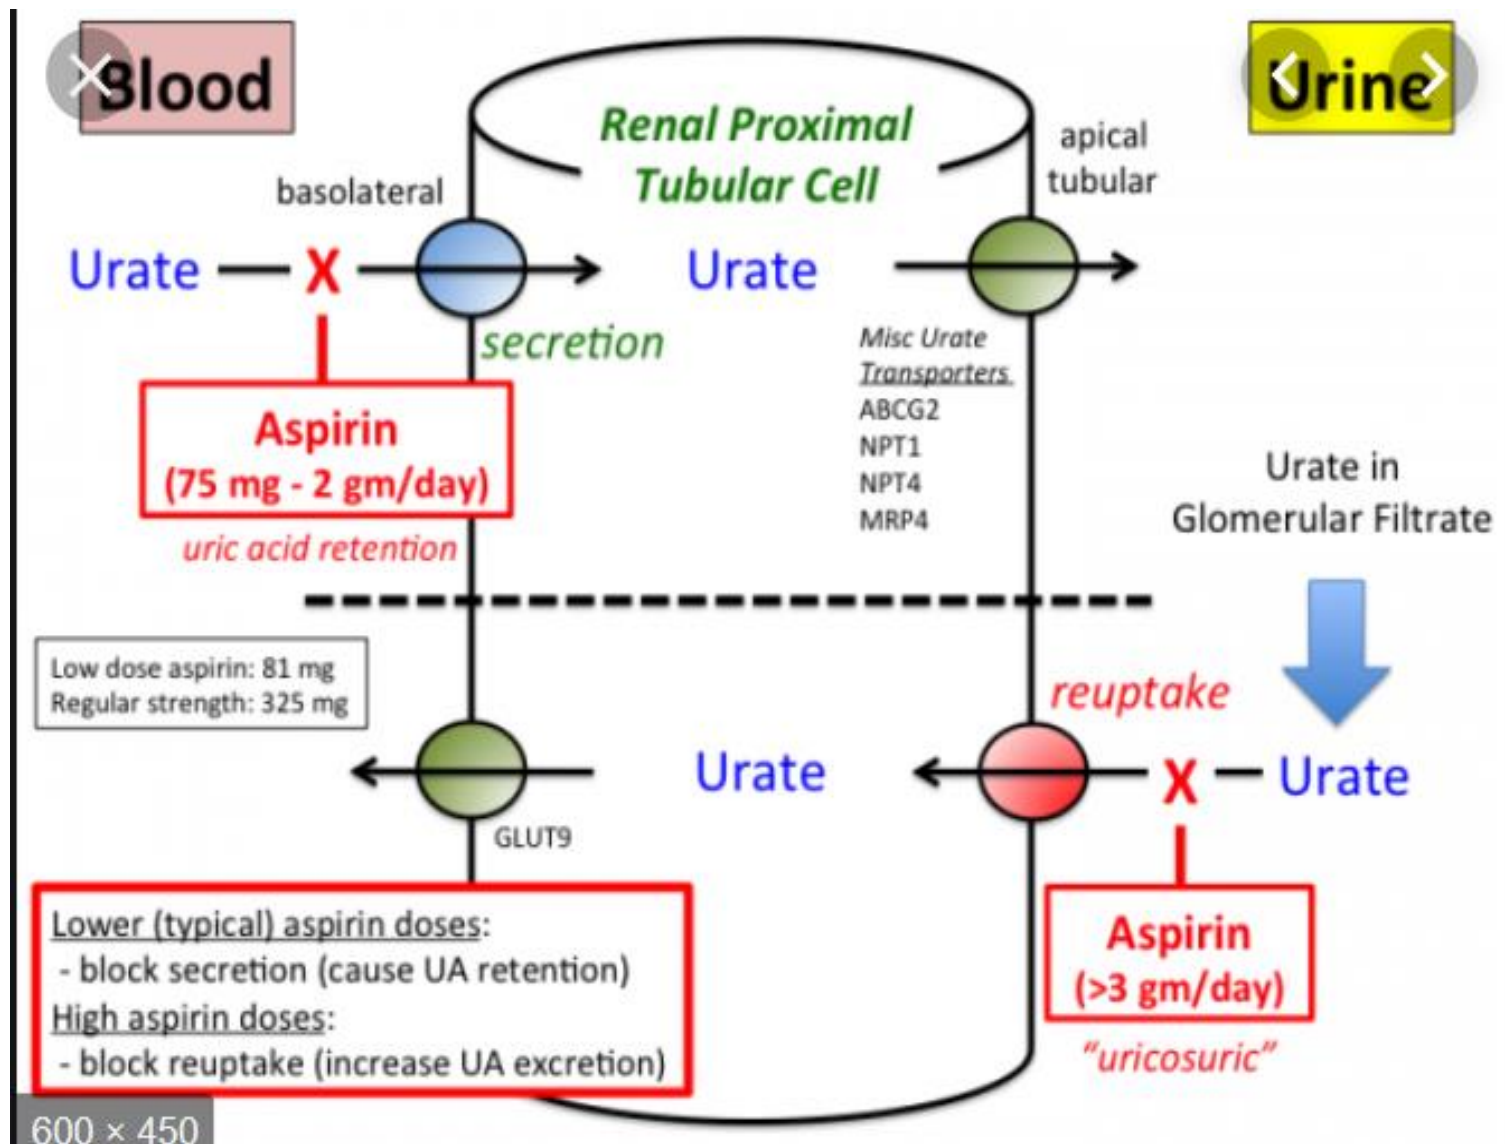 Blood
Urine
Renal Proximal
Tubular Cell
apical
tubular
basolateral
Urate
X
Urate
secretion
Misc Urate
Transporters
ABCG2
NPT1
NPT4
MRP4
Aspirin
(75 mg - 2 gm/day)
uric acid retention
Urate in
Glomerular Filtrate
Low dose aspirin: 81 mg
Regular strength: 325 mg
reuptake
Urate
X
Urate
GLUT9
Lower (typical) aspirin doses:
- block secretion (cause UA retention)
High aspirin doses:
- block reuptake (increase UA excretion)
Aspirin
(>3 gm/day)
"uricosuric"
600 × 450